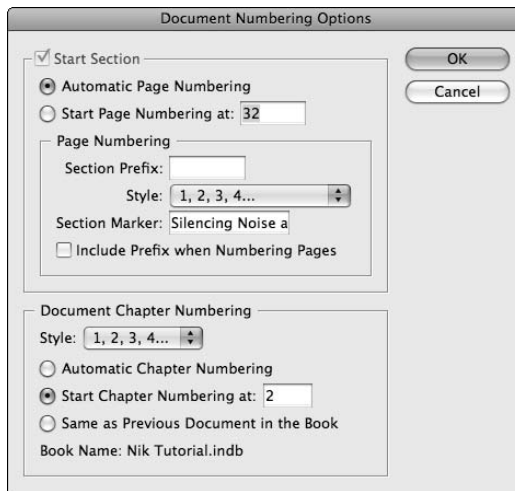 Document Numbering Options
Start Section
OK
Automatic Page Numbering
Cancel
Start Page Numbering at: 32
Page Numbering
Section Prefix:
Style: 1, 2, 3, 4...
Section Marker: Silencing Noise a
Include Prefix when Numbering Pages
Document Chapter Numbering
Style: 1, 2, 3, 4...
Automatic Chapter Numbering
Start Chapter Numbering at: 2
Same as Previous Document in the Book
Book Name: Nik Tutorial.indb